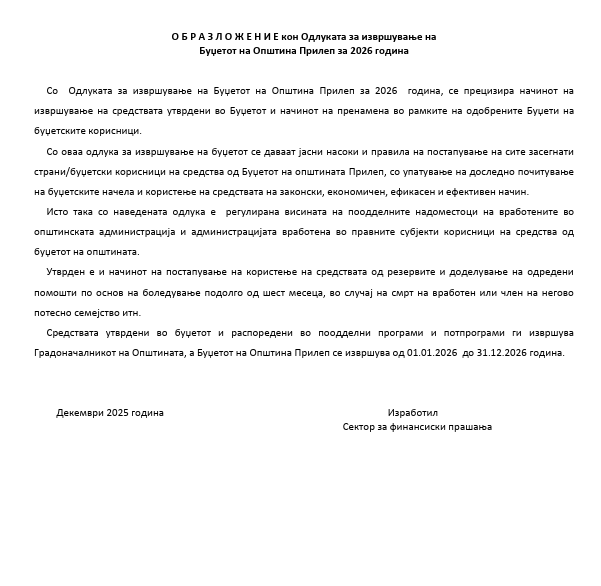 О Б Р А З Л О Ж Е Н И Е кон Одлуката за извршување на
Буџетот на Општина Прилеп за 2026 година
Со Одлуката за извршување на Буџетот на Општина Прилеп за 2026 година, се прецизира начинот на
извршување на средствата утврдени во Буџетот и начинот на пренамена во рамките на одобрените Буџети на
буџетските корисници.
Со оваа одлука за извршување на буџетот се даваат јасни насоки и правила на постапување на сите засегнати
страни/буџетски корисници на средства од Буџетот на општината Прилеп, со упатување на доследно почитување
на буџетските начела и користење на средствата на законски, економичен, ефикасен и ефективен начин.
Исто така со наведената одлука е регулирана висината на поодделните надоместоци на вработените во
општинската администрација и администрацијата вработена во правните субјекти корисници на средства од
буџетот на општината.
Утврден е и начинот на постапување на користење на средствата од резервите и доделување на одредени
помошти по основ на боледување подолго од шест месеца, во случај на смрт на вработен или член на негово
потесно семејство итн.
Средствата утврдени во буџетот и распоредени во поодделни програми и потпрограми ги извршува
Градоначалникот на Општината, а Буџетот на Општина Прилеп се извршува од 01.01.2026 до 31.12.2026 година.
Декември 2025 година
Изработил
Сектор за финансиски прашања